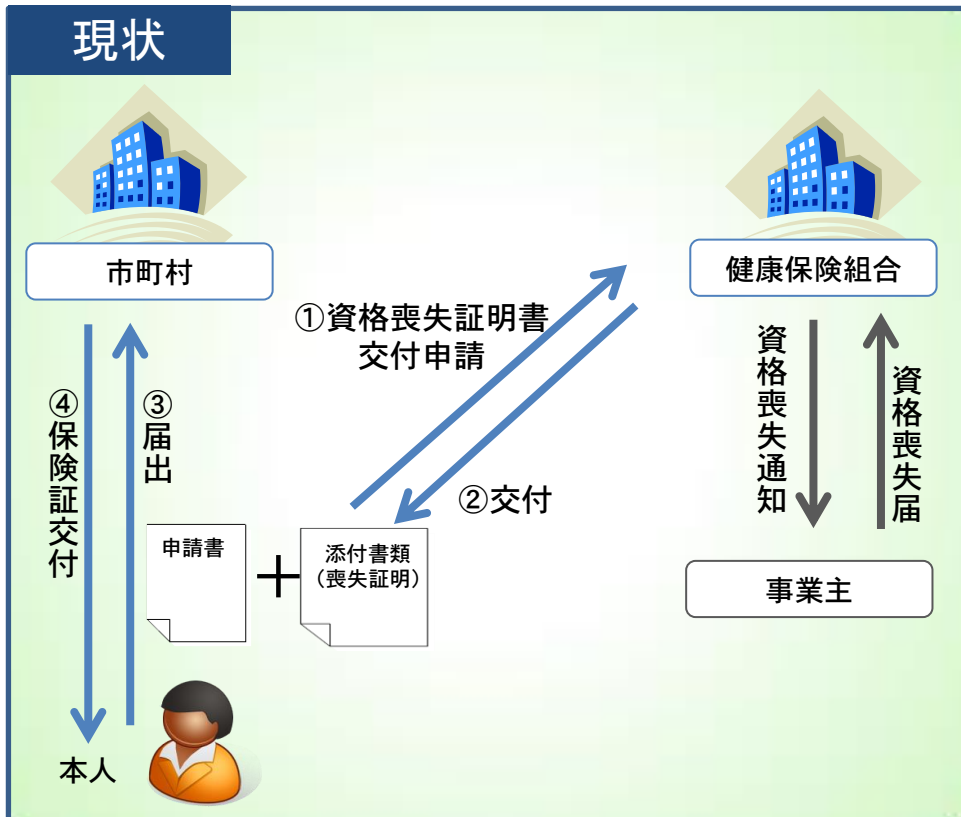 現状
市町村
健康保険組合
①資格喪失証明書
交付申請
②交付
③届出
④保険証交付
資格喪失通知
資格喪失届
申請書
＋
添付書類
（喪失証明）
事業主
本人